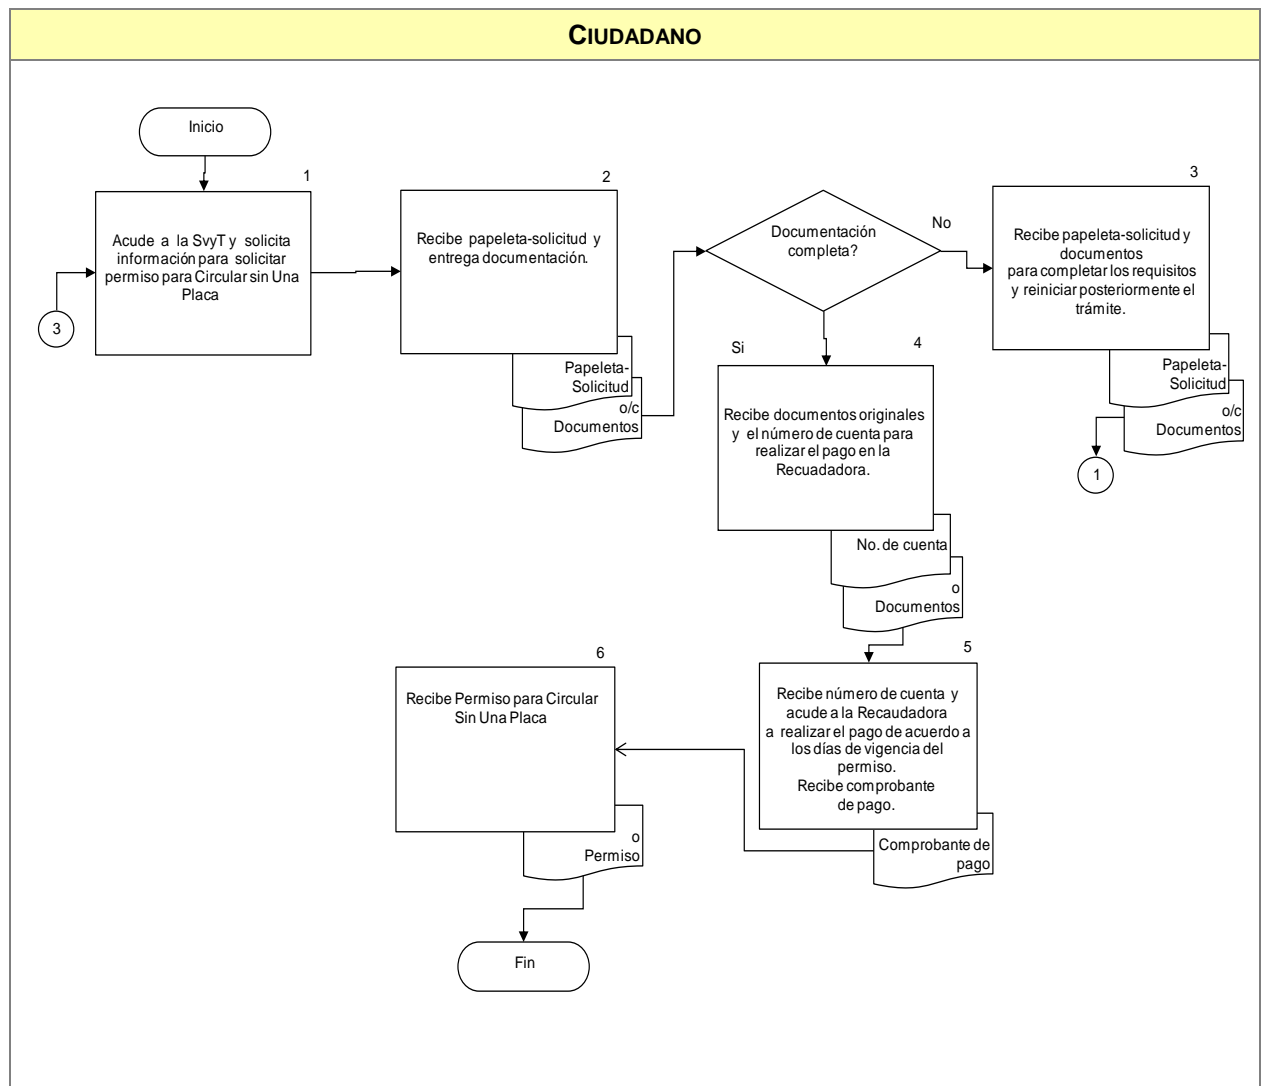 CIUDADANO
Inicio
1
Acude a la SvyT y solicita
información para solicitar
permiso para Circular sin Una
Placa
3
2
Recibe papeleta-solicitud y
entrega documentación.
Papeleta-
Solicitud
o/c
Documentos
Documentación
completa?
No
Si
3
Recibe papeleta-solicitud y
documentos
para completar los requisitos
y reiniciar posteriormente el
trámite.
Papeleta-
Solicitud
o/c
Documentos
1
4
Recibe documentos originales
y el número de cuenta para
realizar el pago en la
Recuadadora.
No. de cuenta
o
Documentos
5
Recibe número de cuenta y
acude a la Recaudadora
a realizar el pago de acuerdo a
los días de vigencia del
permiso.
Recibe comprobante
de pago.
Comprobante de
pago
6
Recibe Permiso para Circular
Sin Una Placa
o
Permiso
Fin